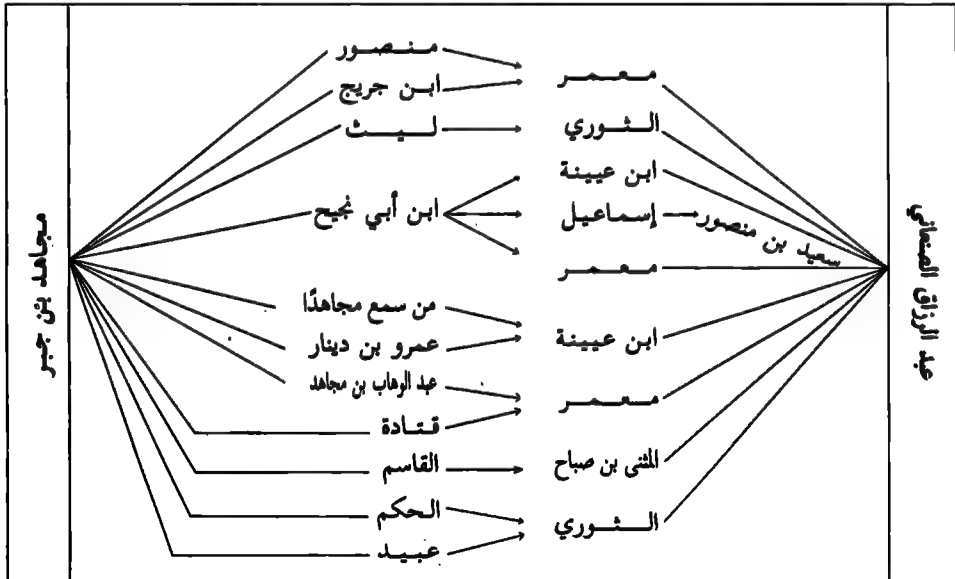 عبد الرزاق الصنعاني
معمر
الثوري
ابن عيينة
إسماعيل
سعيد بن منصور
معمر
ابن عيينة
معمر
المثنى بن صباح
الثوري
منصور
ابن جريج
ليث
ابن أبي نجيح
من سمع مجاهدًا
عمرو بن دينار
عبد الوهاب بن مجاهد
قتادة
القاسم
الحكم
عبيد
مجاهد بن جبر